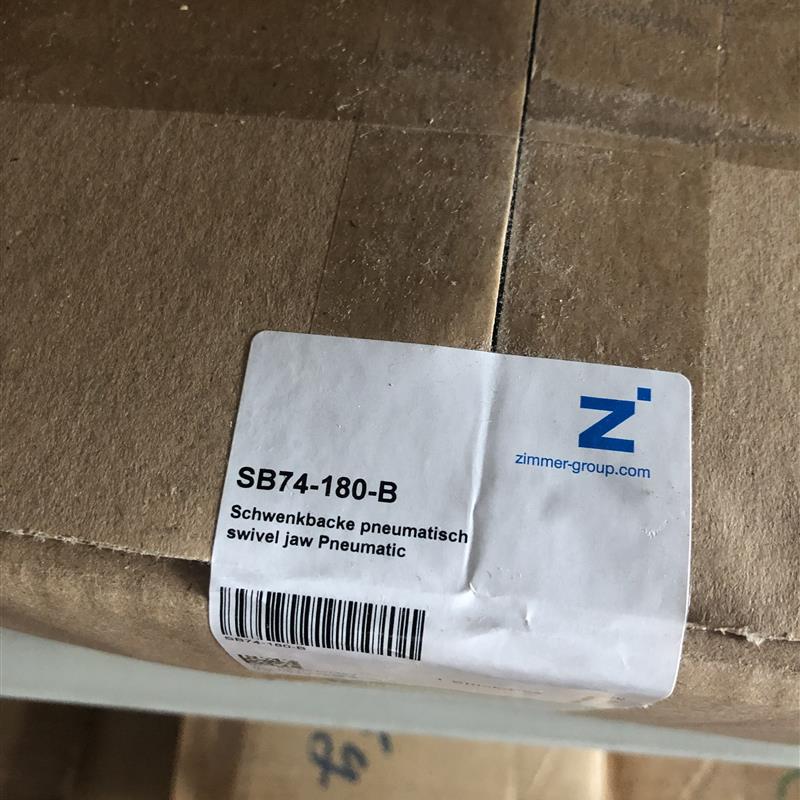 Z
zimmer-group.com
SB74-180-B
Schwenkbacke pneumatisch
swivel jaw Pneumatic
SB74-180-B